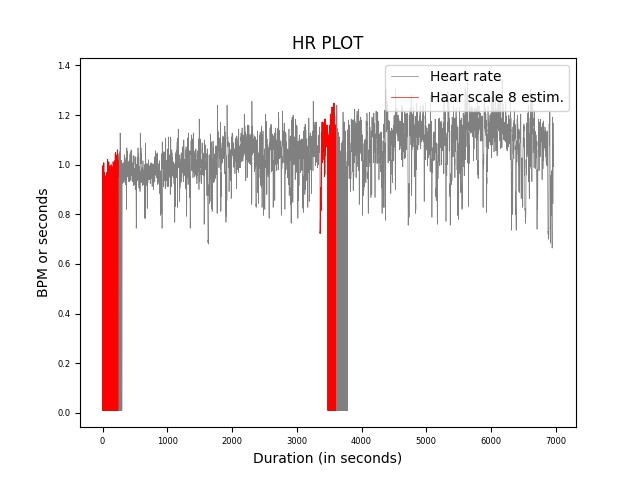 HR PLOT
Heart rate
Haar scale 8 estim.
BPM or seconds
1.4
1.2
1.0
0.8
0.6
0.4
0.2
0.0
0 1000 2000 3000 4000 5000 6000 7000
Duration (in seconds)